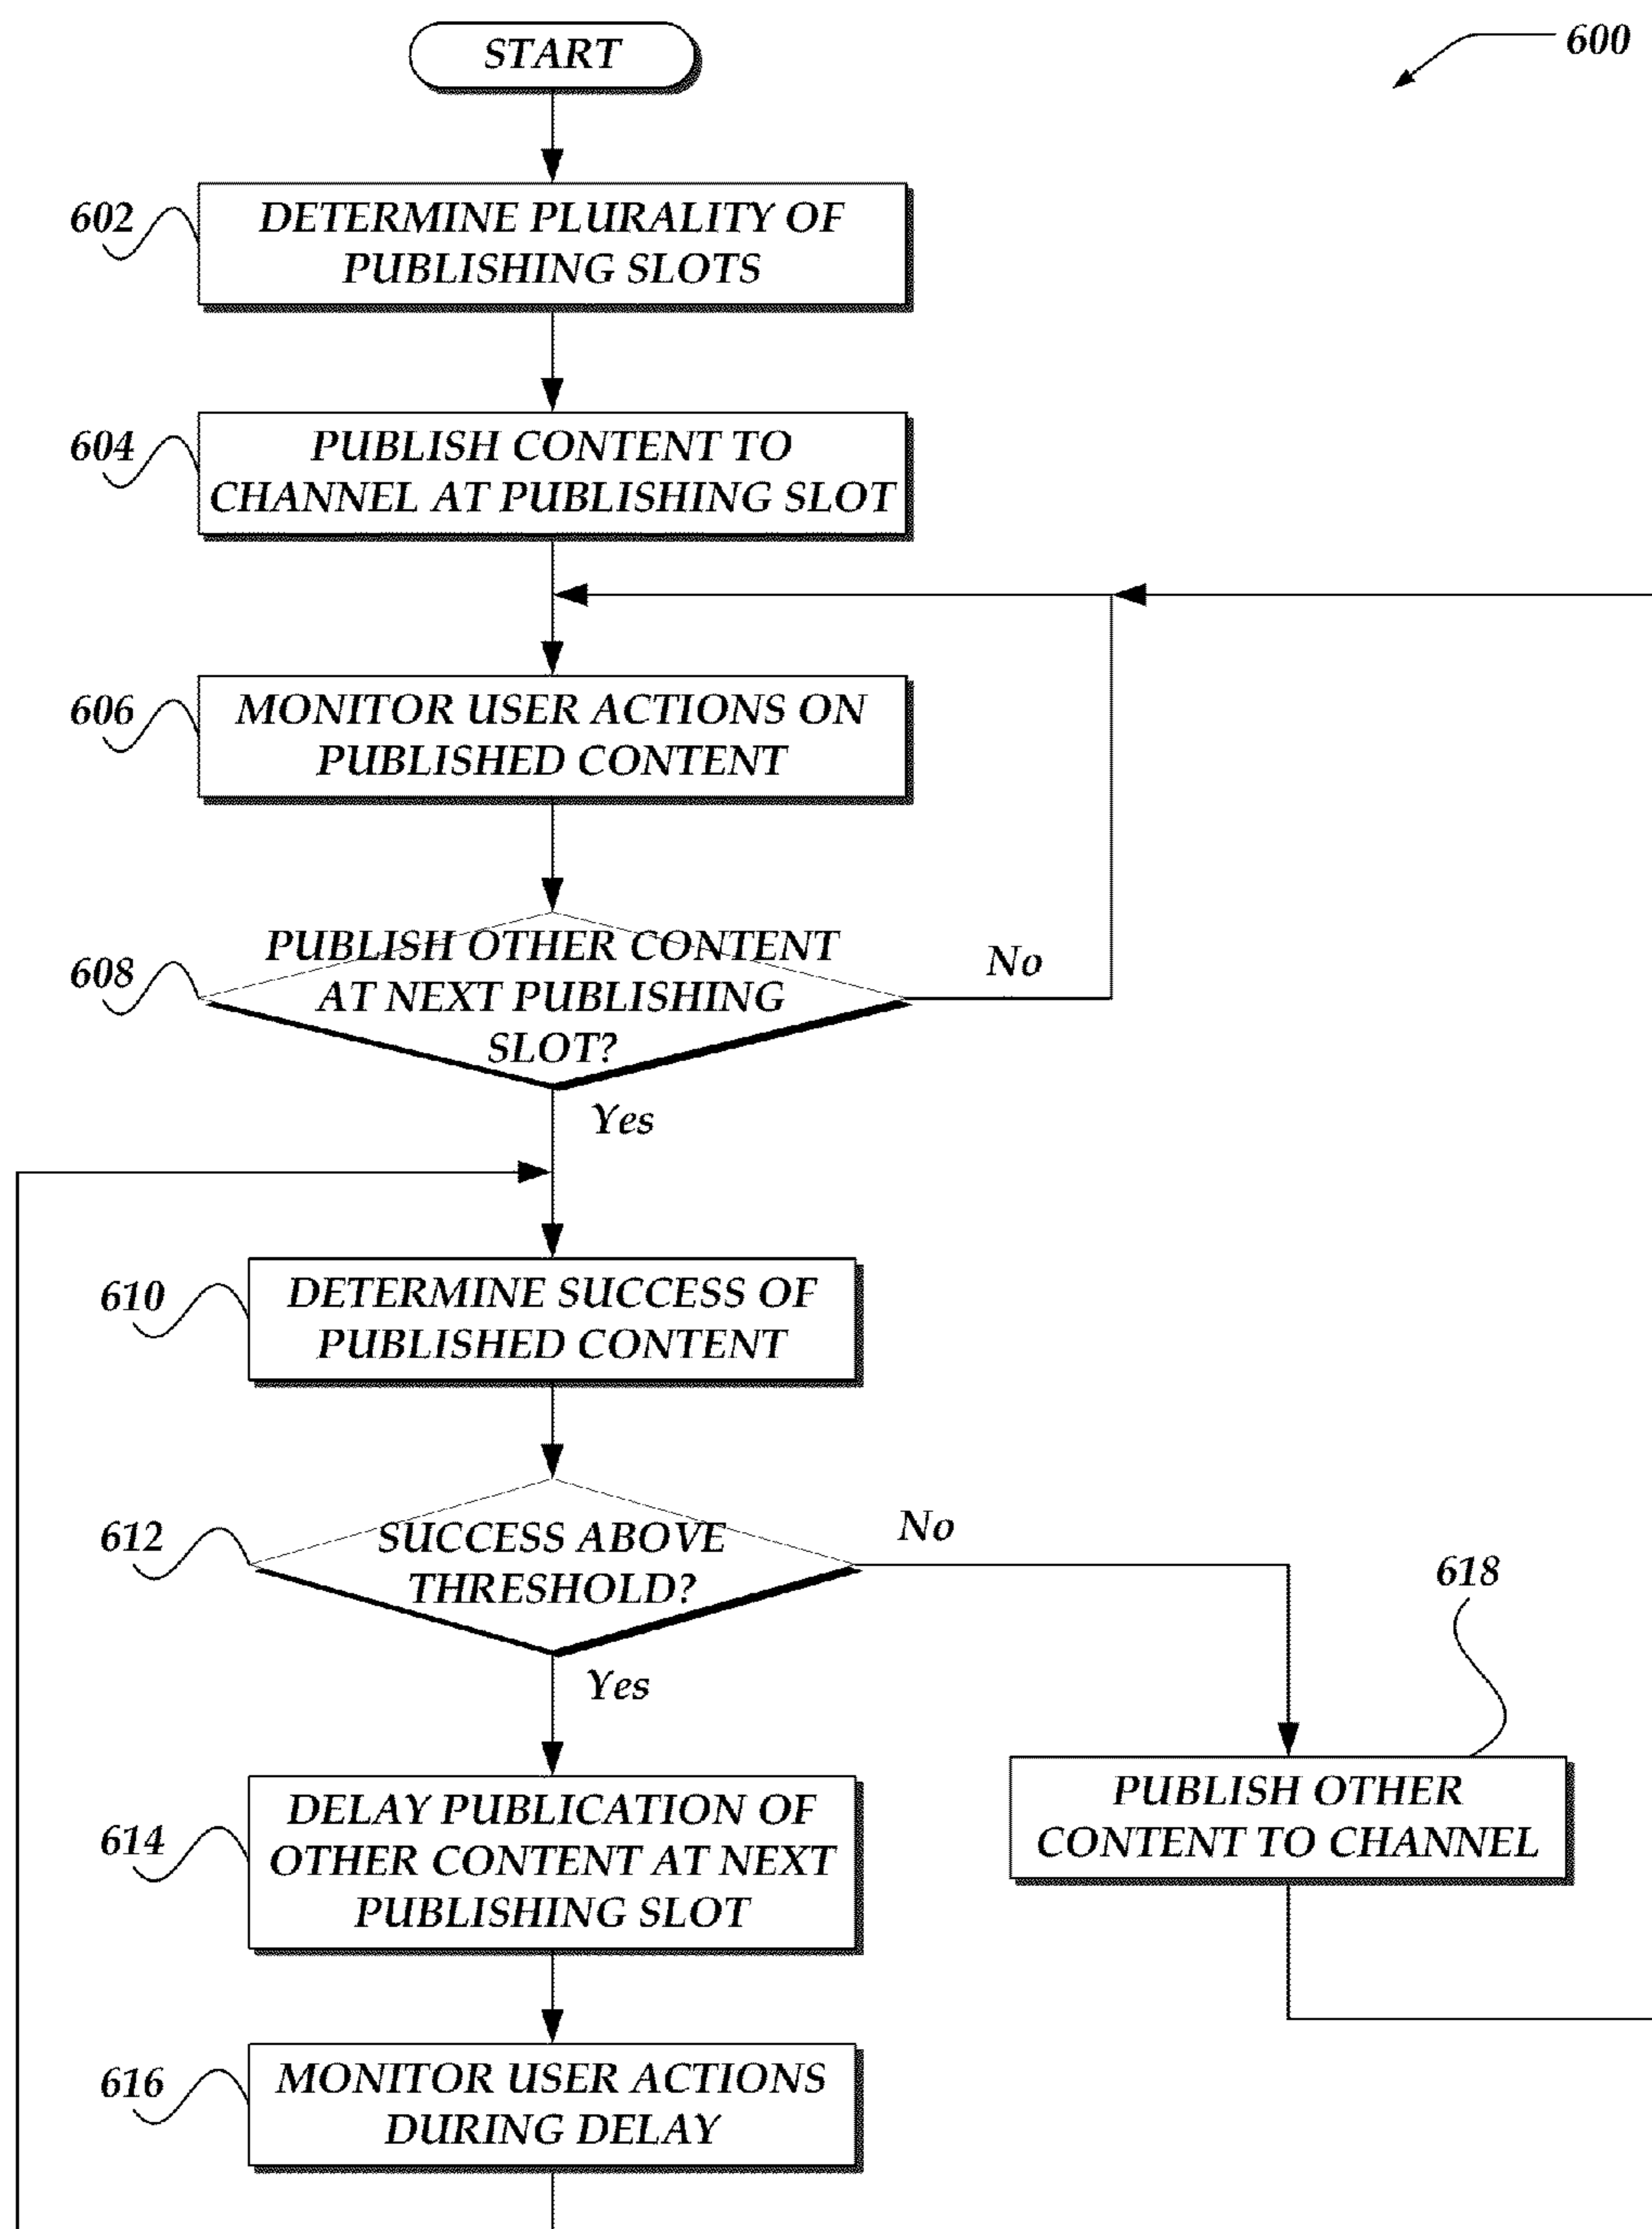 START
600
602
DETERMINE PLURALITY OF
PUBLISHING SLOTS
604
PUBLISH CONTENT TO
CHANNEL AT PUBLISHING SLOT
606
MONITOR USER ACTIONS ON
PUBLISHED CONTENT
608
PUBLISH OTHER CONTENT
AT NEXT PUBLISHING
SLOT?
No
Yes
610
DETERMINE SUCCESS OF
PUBLISHED CONTENT
612
SUCCESS ABOVE
THRESHOLD?
No
Yes
618
PUBLISH OTHER
CONTENT TO CHANNEL
614
DELAY PUBLICATION OF
OTHER CONTENT AT NEXT
PUBLISHING SLOT
616
MONITOR USER ACTIONS
DURING DELAY